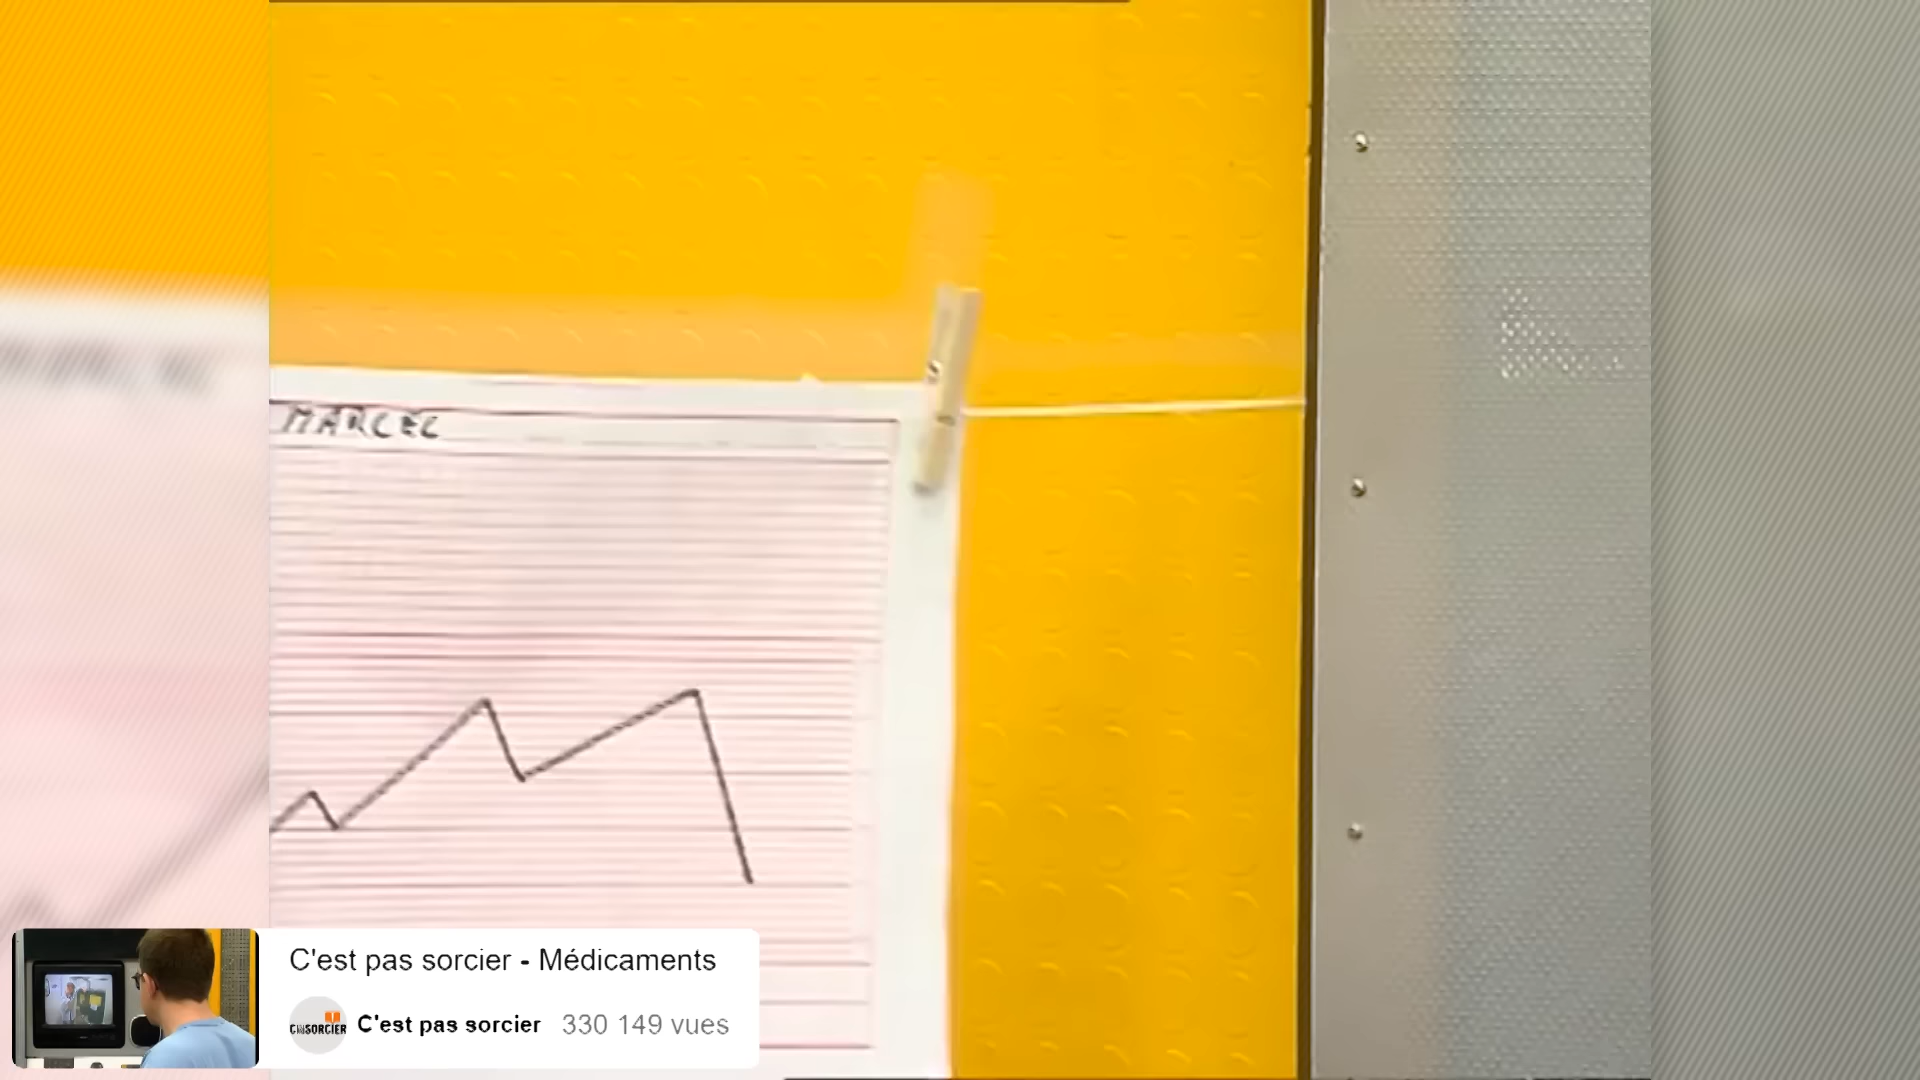 MARCEL
C'est pas sorcier - Médicaments
C'est pas sorcier 330 149 vues